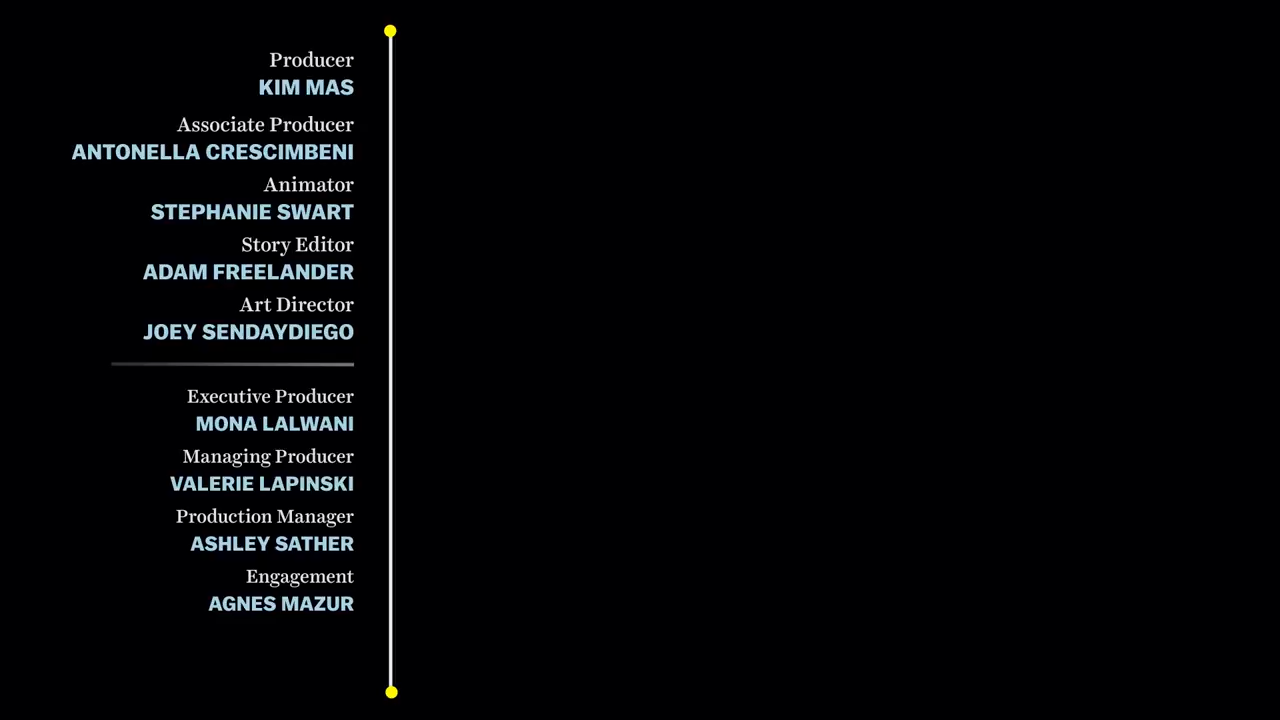 Producer
KIM MAS
Associate Producer
ANTONELLA CRESCIMBENI
Animator
STEPHANIE SWART
Story Editor
ADAM FREELANDER
Art Director
JOEY SENDAYDIEGO
Executive Producer
MONA LALWANI
Managing Producer
VALERIE LAPINSKI
Production Manager
ASHLEY SATHER
Engagement
AGNES MAZUR